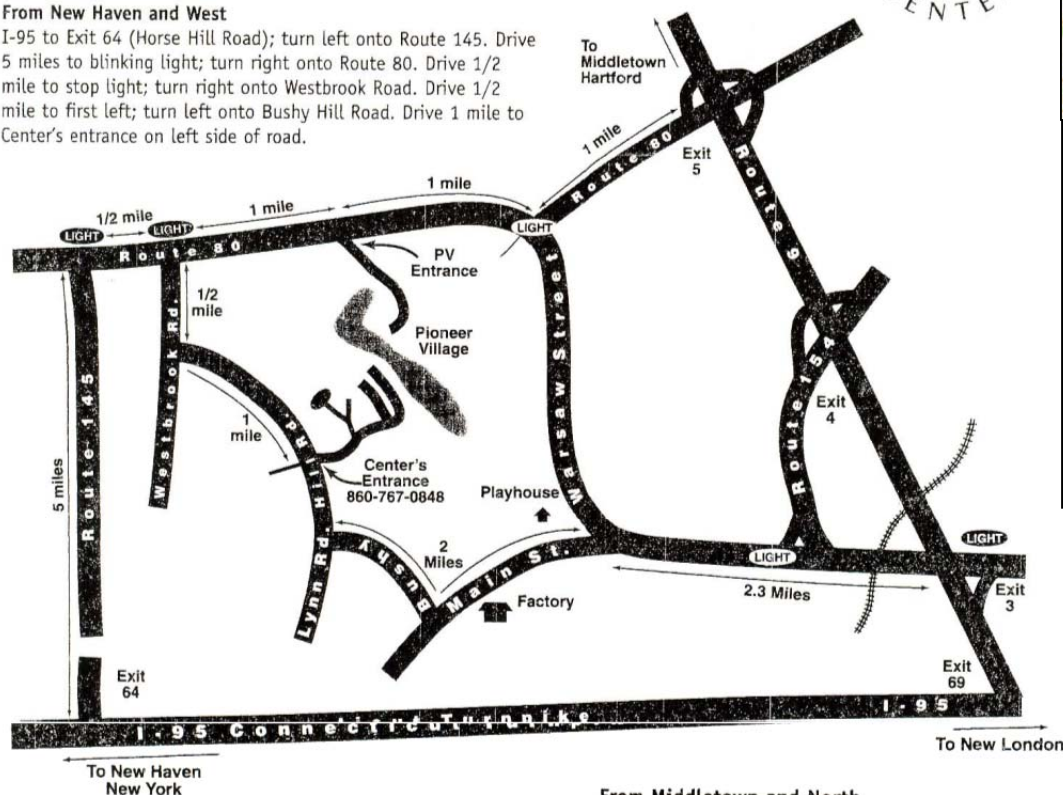 From New Haven and West
I-95 to Exit 64 (Horse Hill Road); turn left onto Route 145. Drive
5 miles to blinking light; turn right onto Route 80. Drive 1/2
mile to stop light; turn right onto Westbrook Road. Drive 1/2
mile to first left; turn left onto Bushy Hill Road. Drive 1 mile to
Center's entrance on left side of road.
ENTE
To
Middletown
Hartford
1 mile
Route 80
Exit
5
Route 9
1/2 mile
1 mile
1 mile
LIGHT
LIGHT
LIGHT
Route 80
PV
Entrance
1/2
mile
Pioneer
Village
Westbrook Rd.
Route 145
5 miles
1
mile
Hill Rd.
Center's
Entrance
860-767-0848
Warsaw Street
Route 154
Exit
4
Playhouse
Lynn Rd.
Bushy
2
Miles
Main St.
Factory
LIGHT
LIGHT
2.3 Miles
Exit
3
Exit
64
Exit
69
I-95 Connecticut Turnpike
I-95
To New Haven
New York
To New London
From Middletown and North